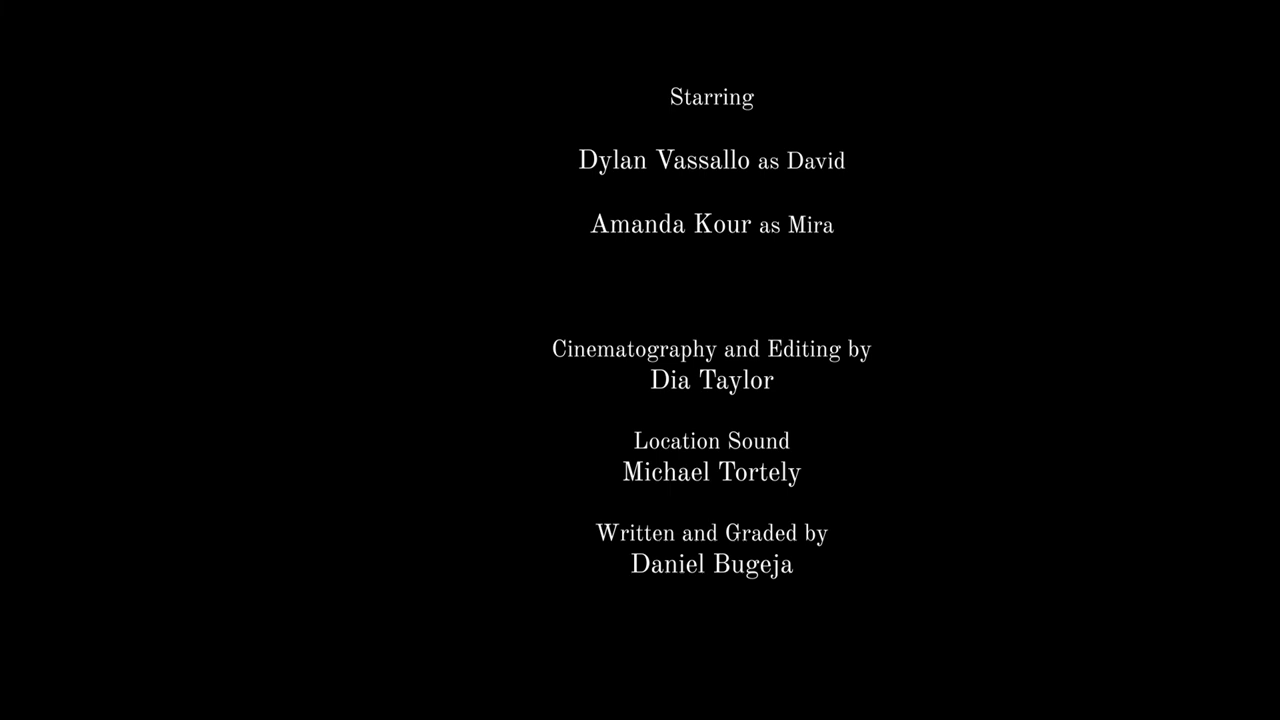 Starring
Dylan Vassallo as David
Amanda Kour as Mira
Cinematography and Editing by
Dia Taylor
Location Sound
Michael Tortely
Written and Graded by
Daniel Bugeja